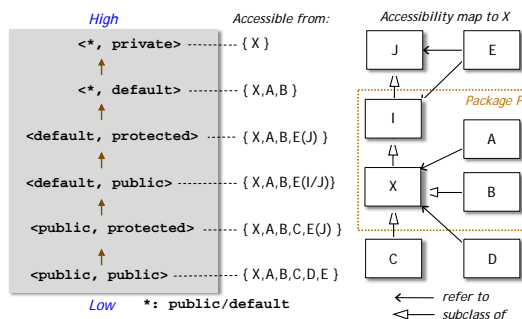 High
Accessible from:
Accessibility map to X
<*, private>
{ X }
<*, default>
{ X,A,B }
<default, protected>
{ X,A,B,E(J) }
<default, public>
{ X,A,B,E(I/J)}
<public, protected>
{ X,A,B,C,E(J) }
<public, public>
{ X,A,B,C,D,E }
Low
*: public/default
J
E
Package P
I
A
X
B
C
D
refer to
subclass of